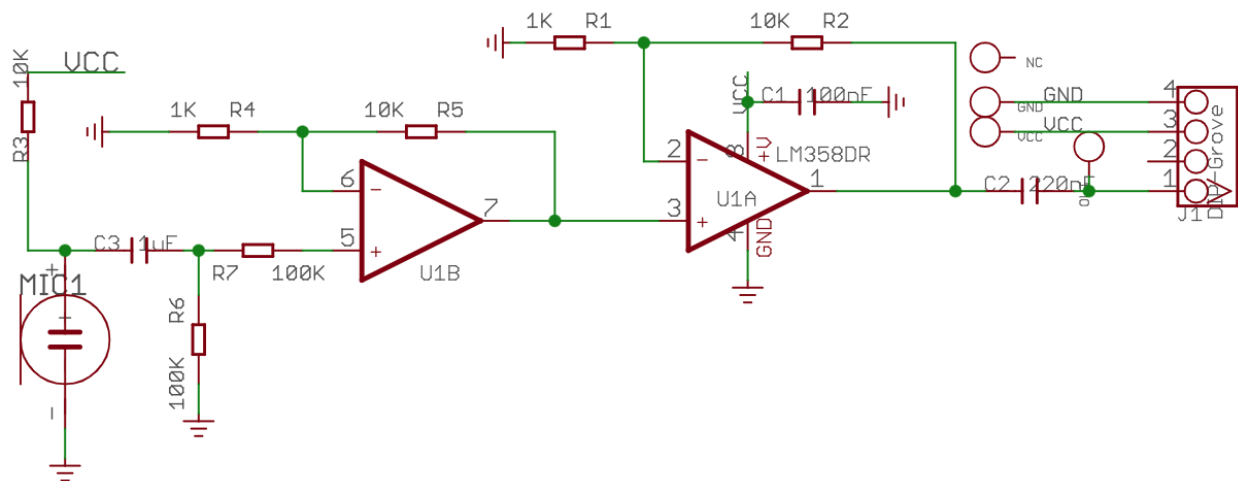 1K R1
10K R2
NC
10K
VCC
VCC
C1 100nF
GND
GND
4
1K R4
10K R5
VCC
VCC
3
R3
2
8
+V
LM358DR
2
6
U1A
1
C2 220nF
1
7
3
4
GND
J1
DIP-Grove
C3 1uF
5
R7 100K
U1B
MIC1
R6
100K